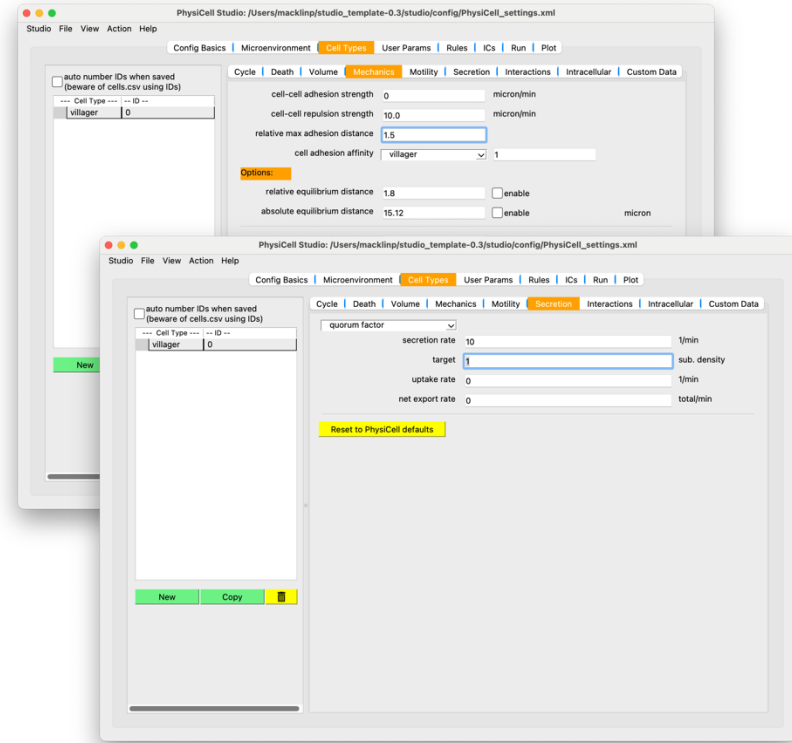 PhysiCell Studio: /Users/macklinp/studio_template-0.3/studio/config/PhysiCell_settings.xml
Studio File View Action Help
Config Basics Microenvironment Cell Types User Params Rules ICs Run Plot
auto number IDs when saved
(beware of cells.csv using IDs)
--- Cell Type --- -- ID --
villager 0
New
Cycle Death Volume Mechanics Motility Secretion Interactions Intracellular Custom Data
cell-cell adhesion strength 0 micron/min
cell-cell repulsion strength 10.0 micron/min
relative max adhesion distance 1.5
cell adhesion affinity villager 1
Options:
relative equilibrium distance 1.8 enable
absolute equilibrium distance 15.12 enable micron
PhysiCell Studio: /Users/macklinp/studio_template-0.3/studio/config/PhysiCell_settings.xml
Studio File View Action Help
Config Basics Microenvironment Cell Types User Params Rules ICs Run Plot
auto number IDs when saved
(beware of cells.csv using IDs)
--- Cell Type --- -- ID --
villager 0
New Copy
Cycle Death Volume Mechanics Motility Secretion Interactions Intracellular Custom Data
quorum factor
secretion rate 10 1/min
target 1 sub. density
uptake rate 0 1/min
net export rate 0 total/min
Reset to PhysiCell defaults